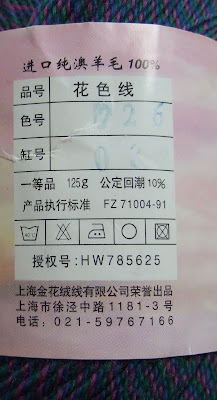 进口纯澳羊毛100%
品号 花色线
色号 026
缸号
一等品 125g 公定回潮10%
产品执行标准 FZ 71004-91
授权号:HW785625
上海金花绒线有限公司荣誉出品
上海市徐泾中路1181-3号
电话:021-59767166